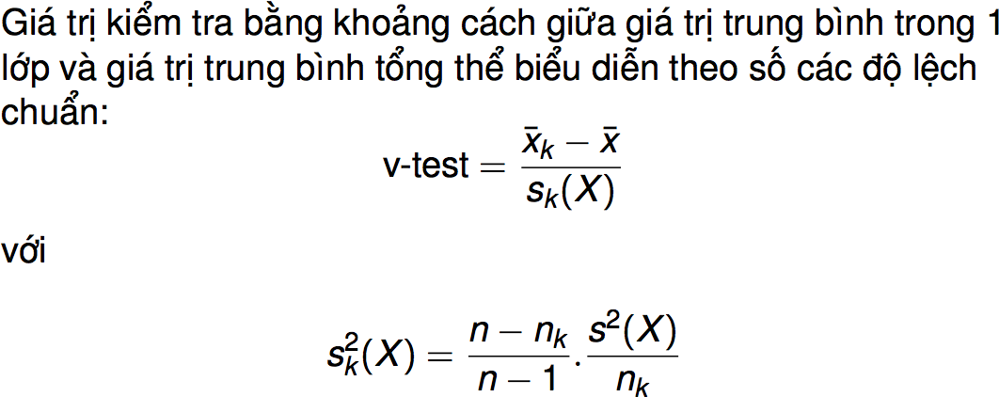 Giá trị kiểm tra bằng khoảng cách giữa giá trị trung bình trong 1
lớp và giá trị trung bình tổng thể biểu diễn theo số các độ lệch
chuẩn:
v-test = \frac{\bar{x}_k - \bar{x}}{s_k(X)}
với
s_k^2(X) = \frac{n - n_k}{n - 1} . \frac{s^2(X)}{n_k}